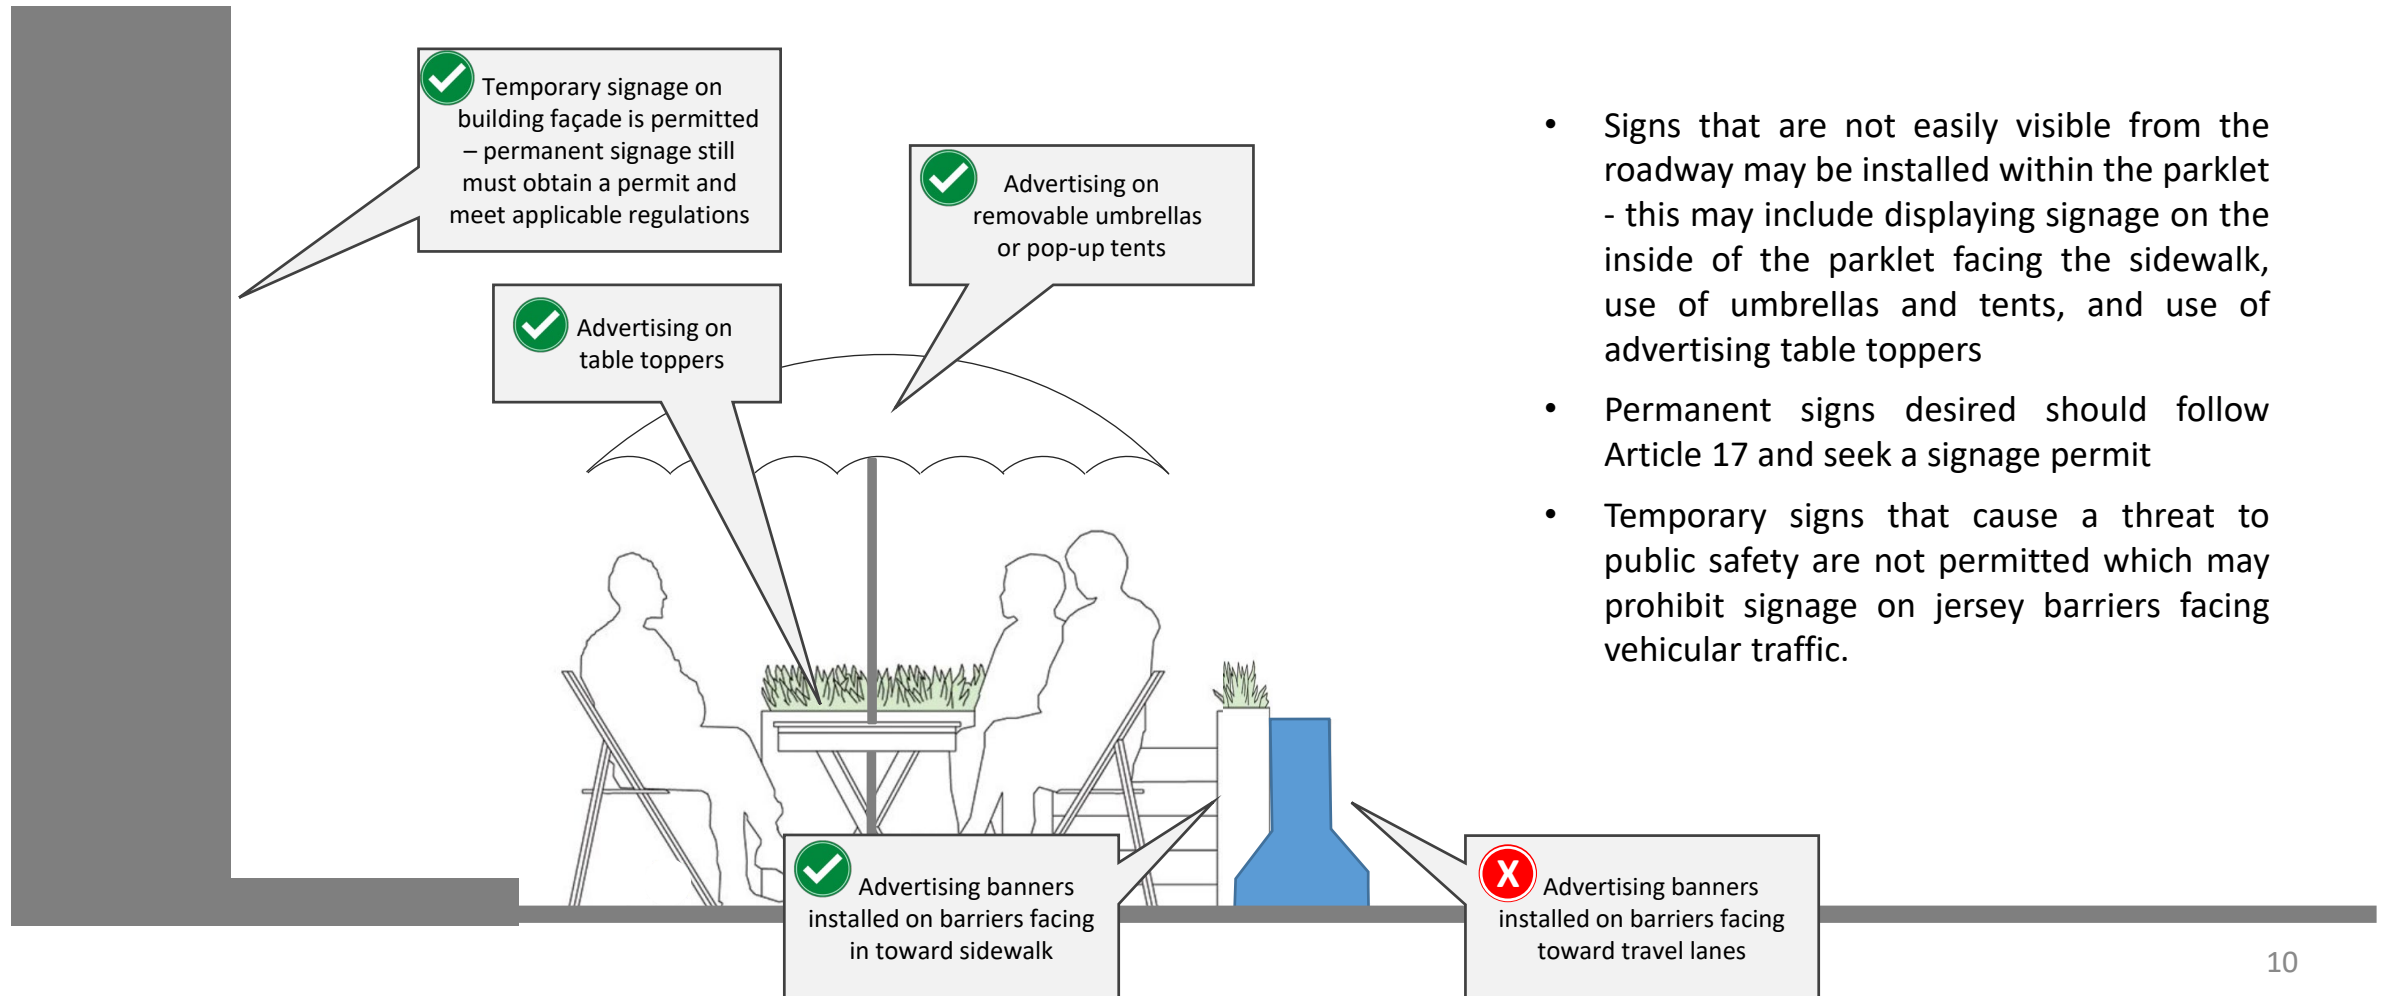 Temporary signage on
building façade is permitted
– permanent signage still
must obtain a permit and
meet applicable regulations
Advertising on
removable umbrellas
or pop-up tents
Advertising on
table toppers
Advertising banners
installed on barriers facing
in toward sidewalk
X
Advertising banners
installed on barriers facing
toward travel lanes
• Signs that are not easily visible from the
roadway may be installed within the parklet
- this may include displaying signage on the
inside of the parklet facing the sidewalk,
use of umbrellas and tents, and use of
advertising table toppers
• Permanent signs desired should follow
Article 17 and seek a signage permit
• Temporary signs that cause a threat to
public safety are not permitted which may
prohibit signage on jersey barriers facing
vehicular traffic.
10